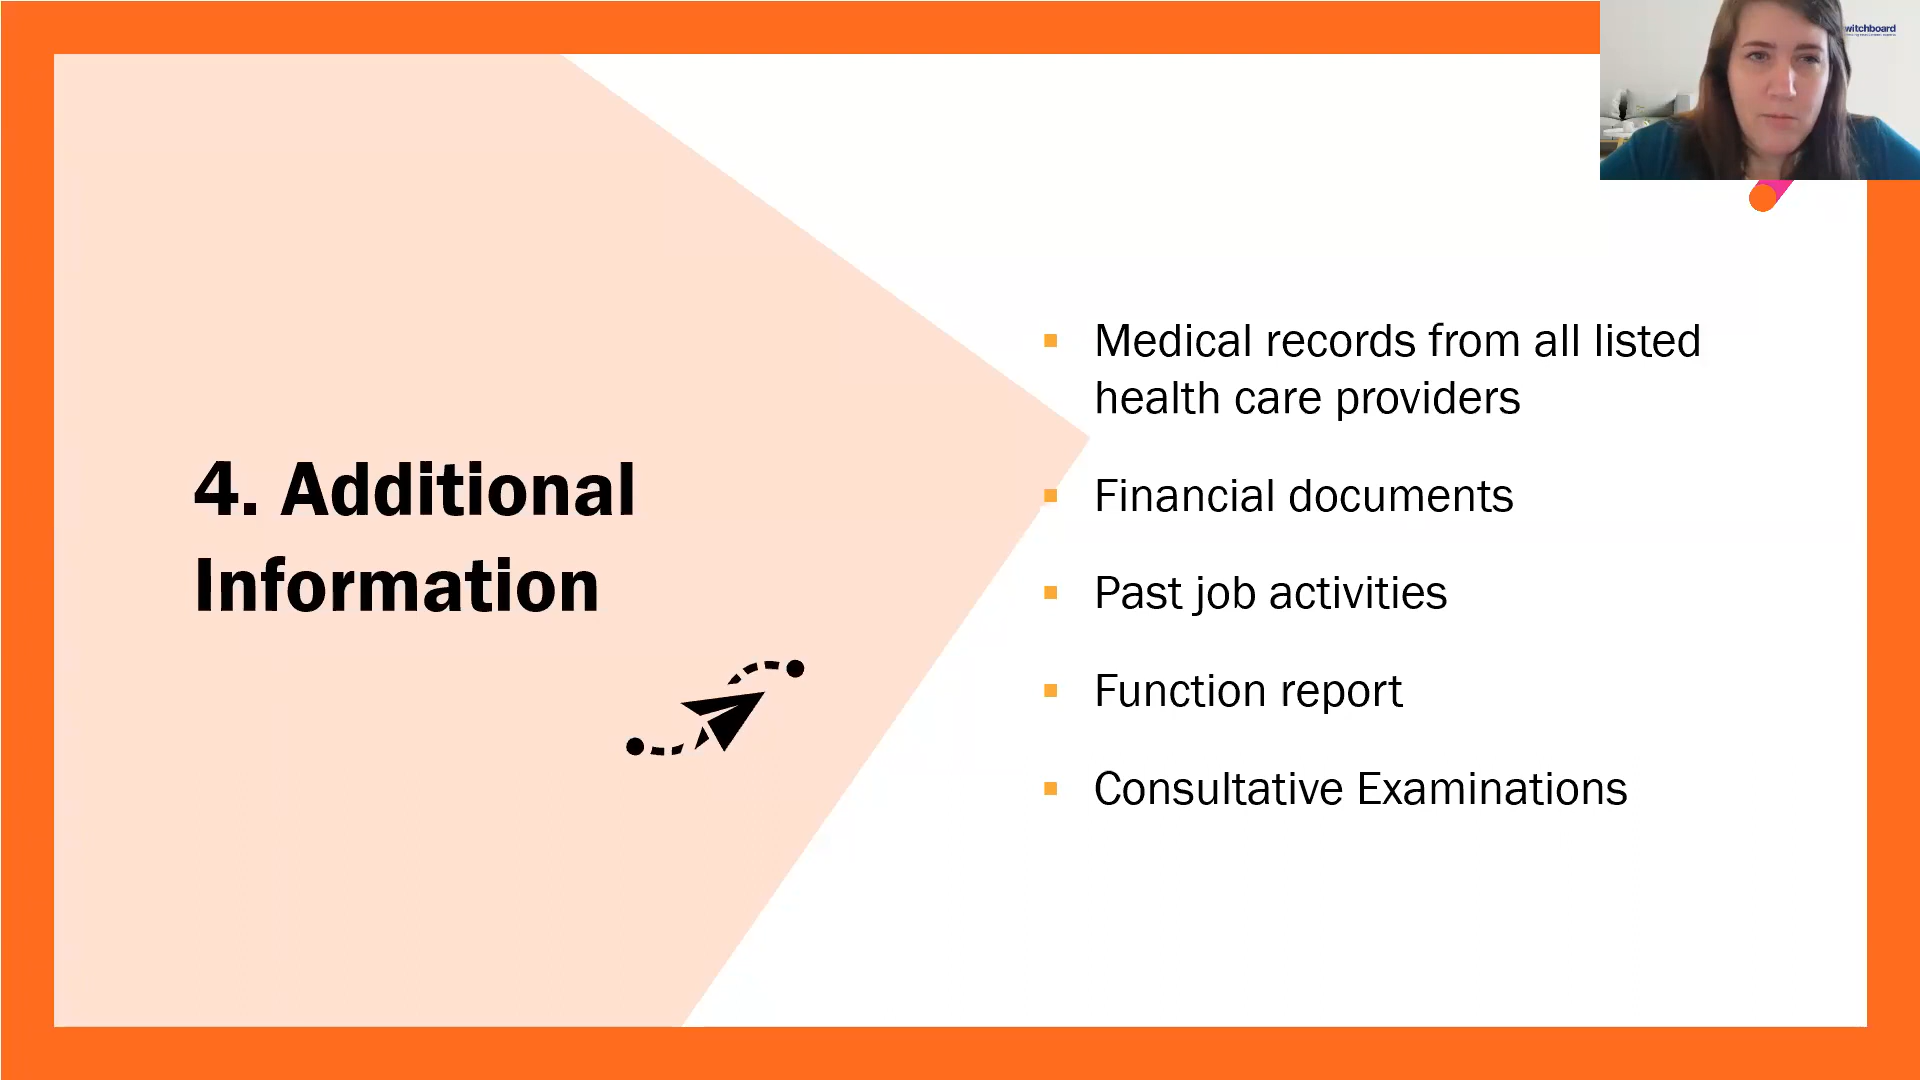 witchboard
4. Additional
Information
Medical records from all listed
health care providers
Financial documents
Past job activities
Function report
Consultative Examinations